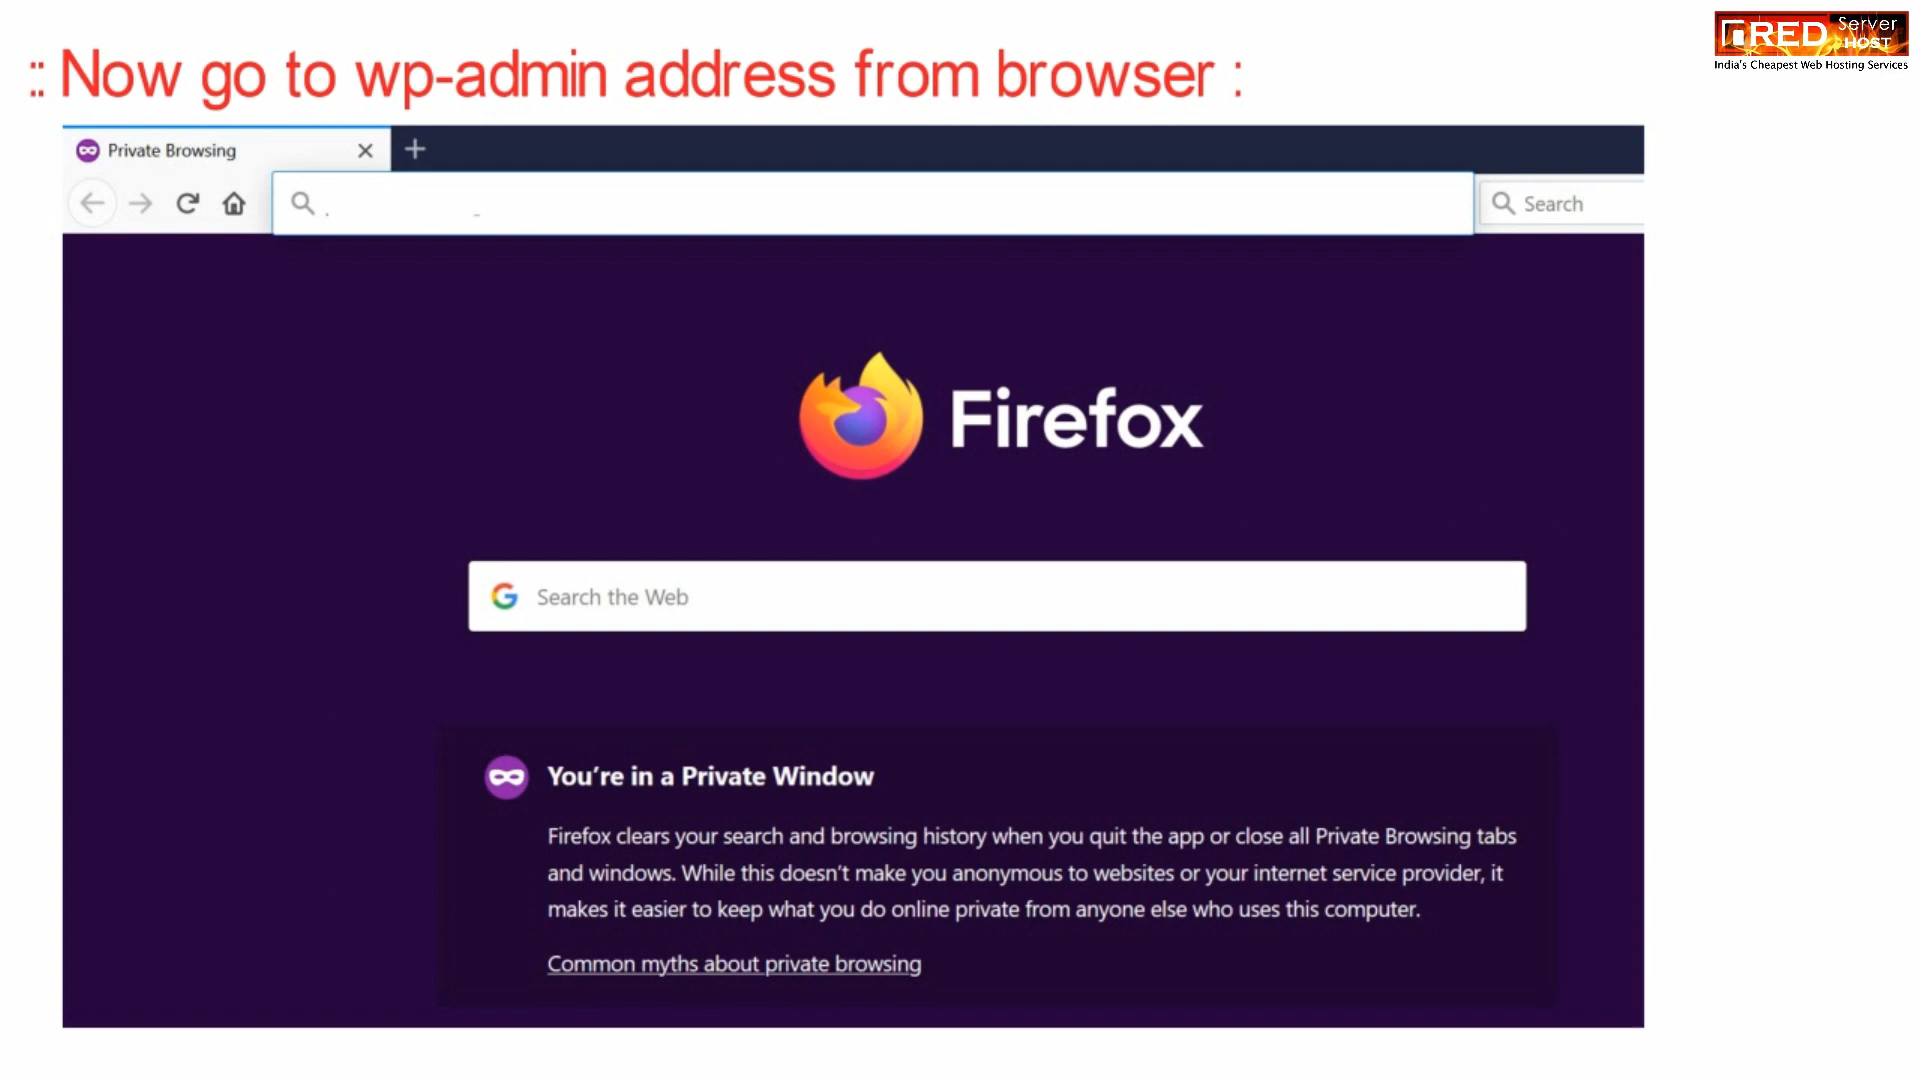 :: Now go to wp-admin address from browser :
RED Server HOST
India's Cheapest Web Hosting Services
Private Browsing
Search
Firefox
Search the Web
You're in a Private Window
Firefox clears your search and browsing history when you quit the app or close all Private Browsing tabs
and windows. While this doesn't make you anonymous to websites or your internet service provider, it
makes it easier to keep what you do online private from anyone else who uses this computer.
Common myths about private browsing